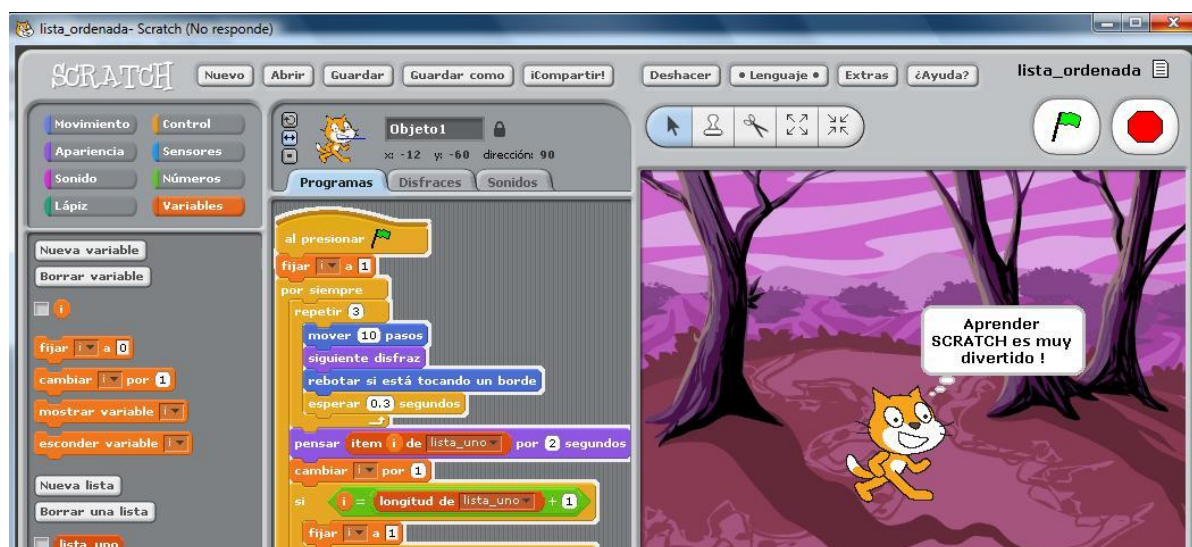 lista_ordenada- Scratch (No responde)
SCRATCH
Nuevo Abrir Guardar Guardar como ¡Compartir! Deshacer • Lenguaje • Extras ¿Ayuda? lista_ordenada
Movimiento Control
Apariencia Sensores
Sonido Números
Lápiz Variables
Nueva variable
Borrar variable
i
fijar i a 0
cambiar i por 1
mostrar variable i
esconder variable i
Nueva lista
Borrar una lista
lista_uno
Objeto1
x: -12 y: -60 dirección: 90
Programas Disfraces Sonidos
al presionar
fijar i a 1
por siempre
repetir 3
mover 10 pasos
siguiente disfraz
rebotar si está tocando un borde
esperar 0.3 segundos
pensar item i de lista_uno por 2 segundos
cambiar i por 1
si i = longitud de lista_uno + 1
fijar i a 1
Aprender
SCRATCH es muy
divertido !